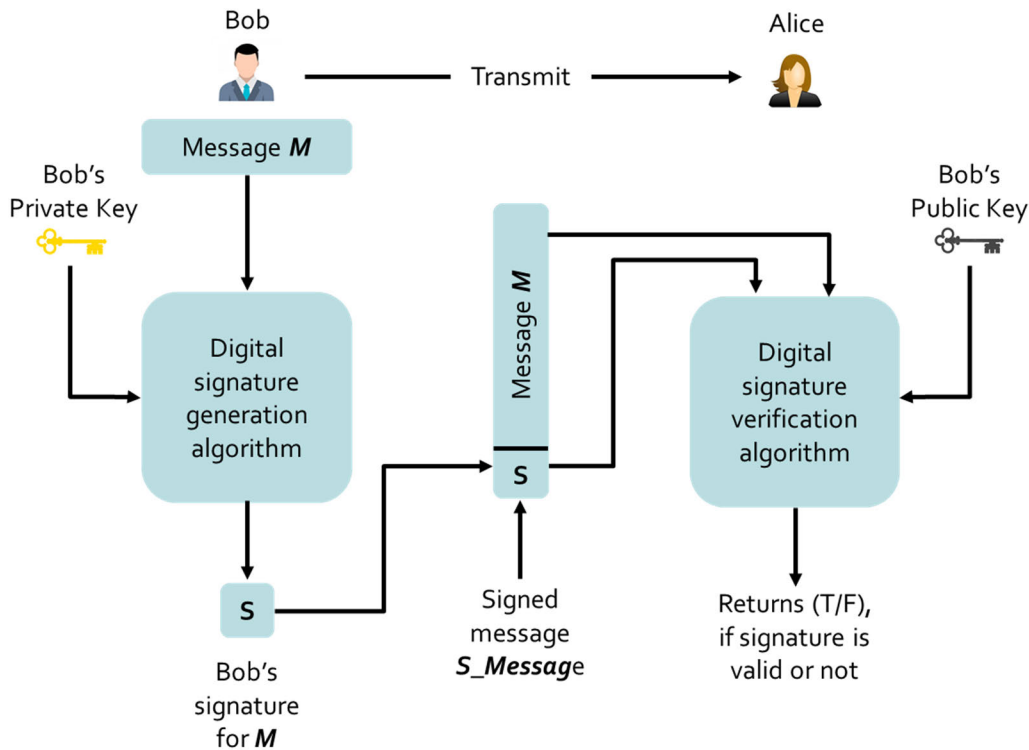 Bob
Alice
Transmit
Message M
Bob's
Private Key
Bob's
Public Key
Message M
S
Digital
signature
generation
algorithm
Digital
signature
verification
algorithm
S
Bob's
signature
for M
Signed
message
S_Message
Returns (T/F),
if signature is
valid or not